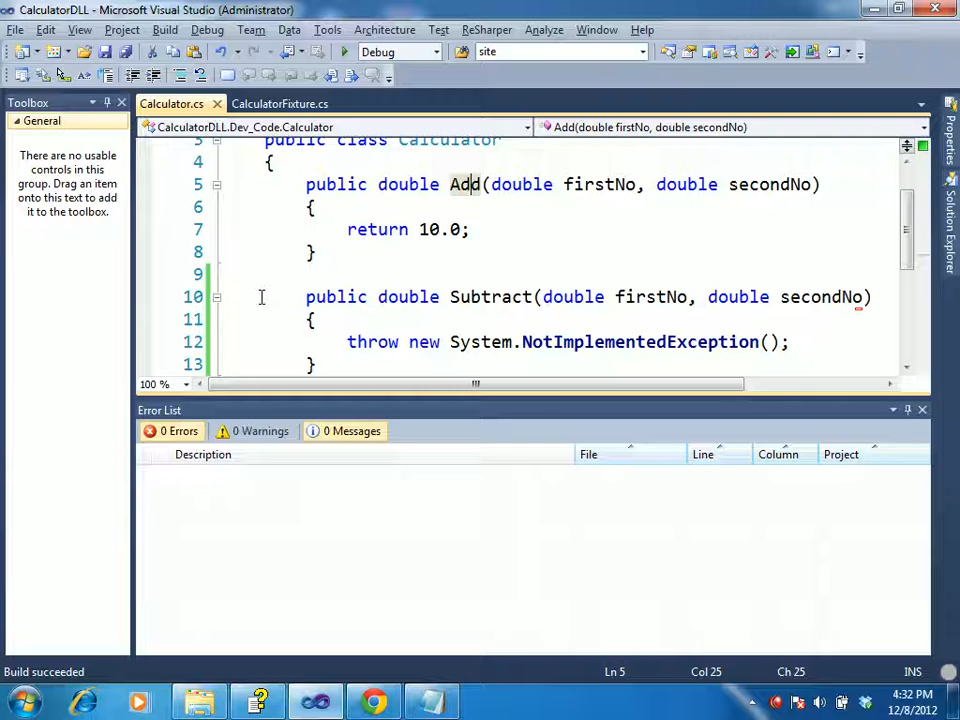 CalculatorDLL - Microsoft Visual Studio (Administrator)
File Edit View Project Build Debug Team Data Tools Architecture Test ReSharper Analyze Window Help
Debug site
Toolbox
General
There are no usable
controls in this
group. Drag an item
onto this text to add
it to the toolbox.
Calculator.cs CalculatorFixture.cs
CalculatorDLL.Dev_Code.Calculator Add(double firstNo, double secondNo)
3 public class Calculator
4 {
5 public double Add(double firstNo, double secondNo)
6 {
7 return 10.0;
8 }
9
10 public double Subtract(double firstNo, double secondNo)
11 {
12 throw new System.NotImplementedException();
13 }
100 %
Properties
Solution Explorer
Error List
0 Errors 0 Warnings 0 Messages
Description File Line Column Project
Build succeeded Ln 5 Col 25 Ch 25 INS
4:32 PM
12/8/2012